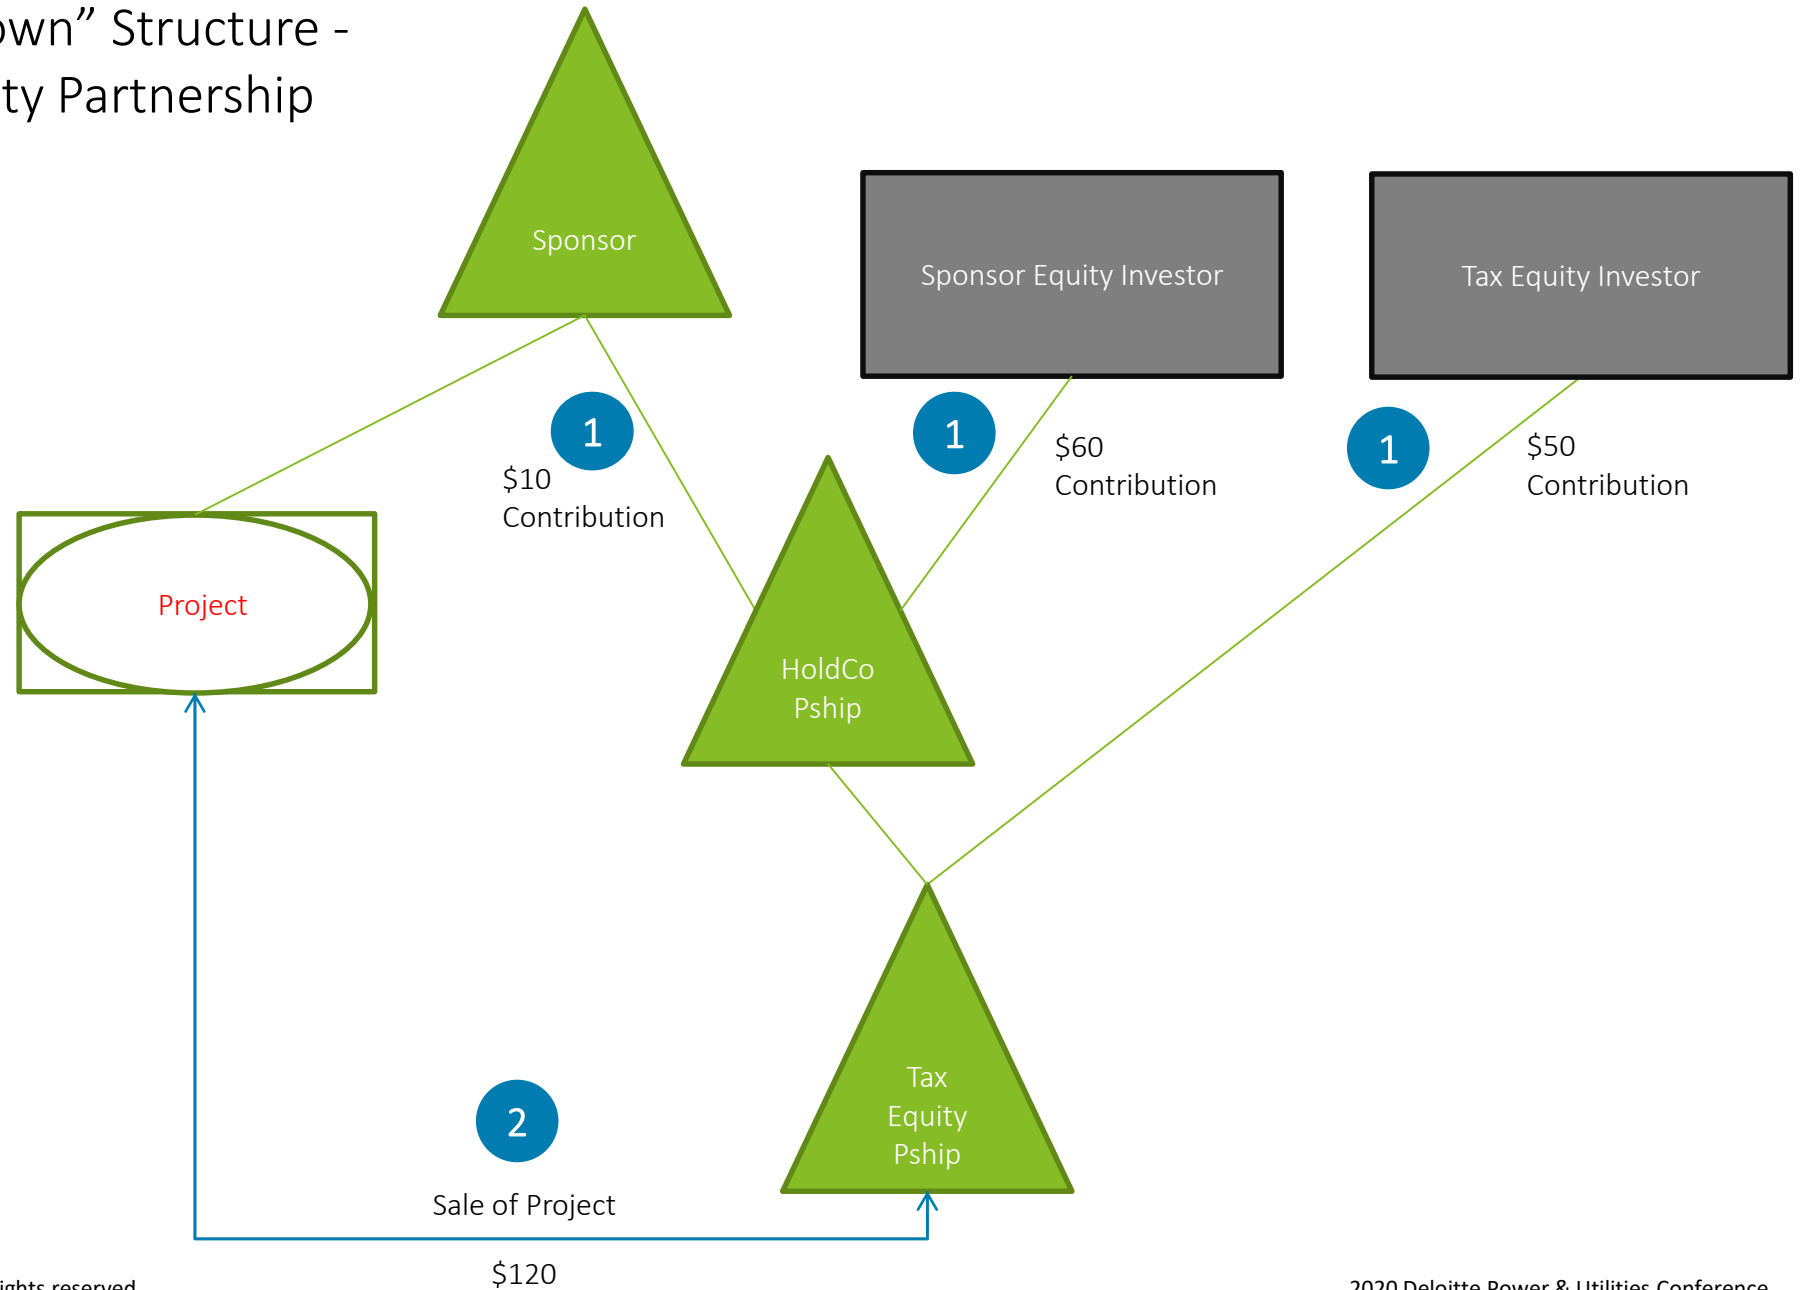 own” Structure -
ty Partnership
Sponsor
Sponsor Equity Investor
Tax Equity Investor
1
1
1
$10
Contribution
$60
Contribution
$50
Contribution
Project
HoldCo
Pship
Tax
Equity
Pship
2
Sale of Project
$120
ights reserved
2020 Deloitte Power & Utilities Conference